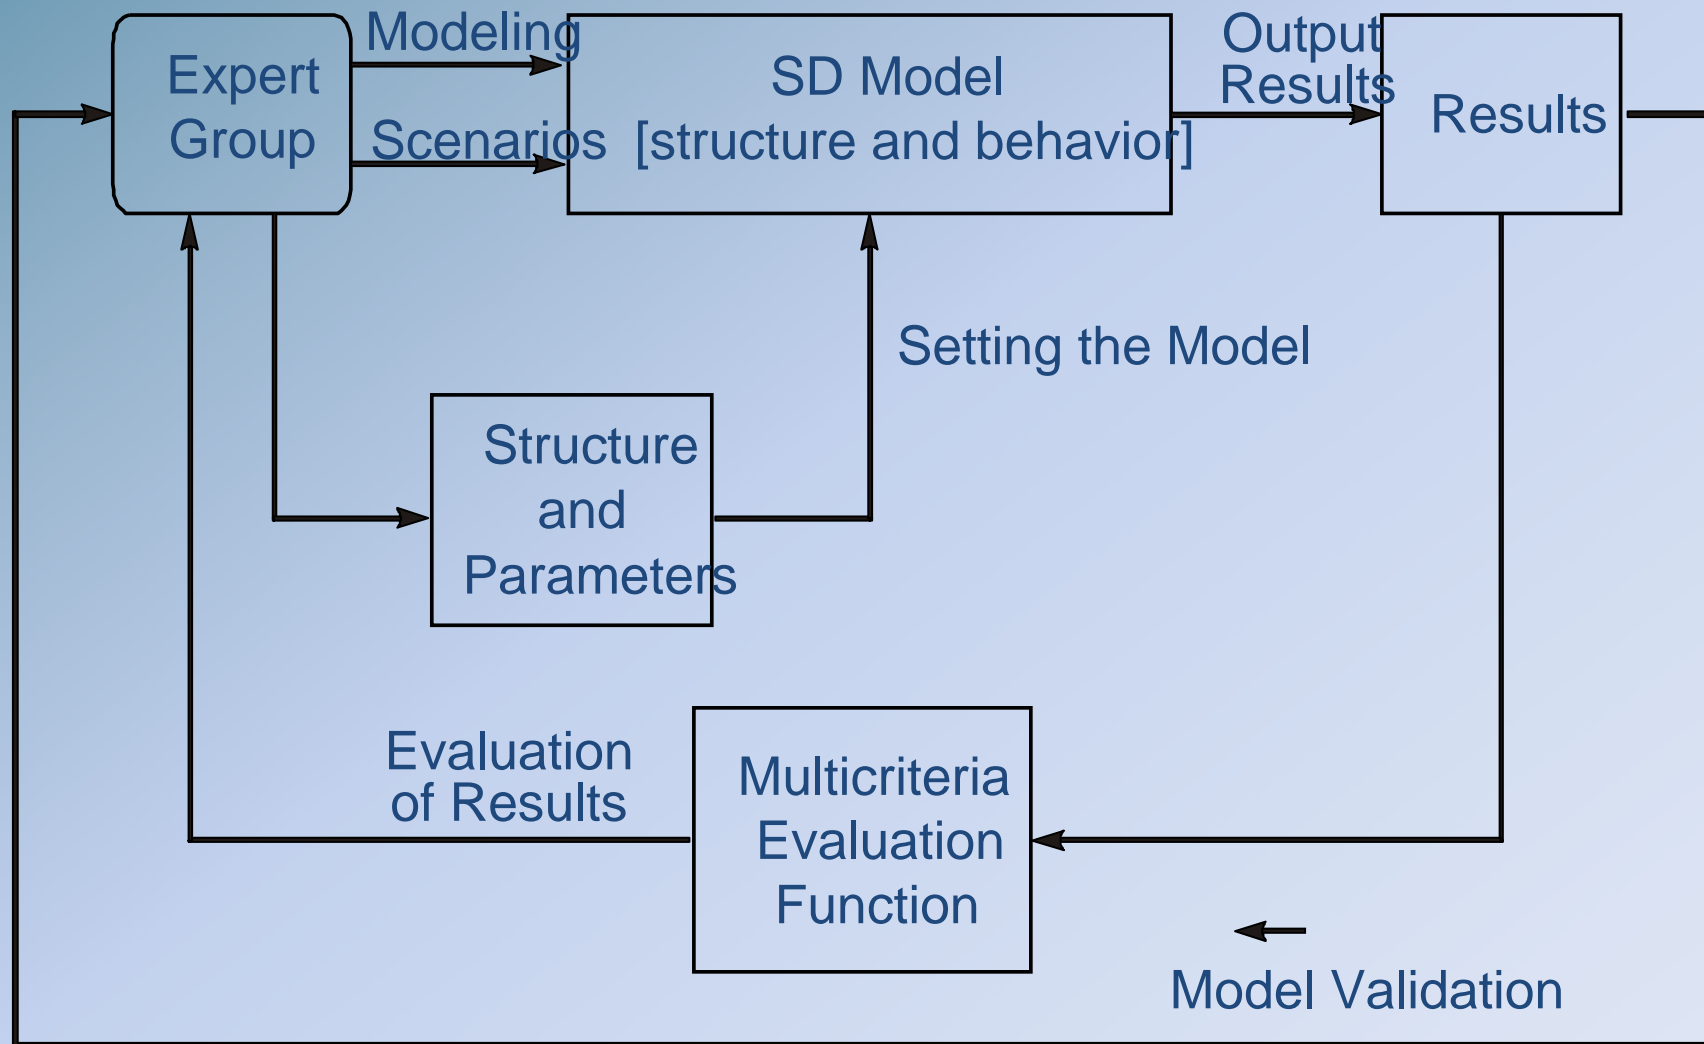 Expert
Group
Modeling
Scenarios
SD Model
[structure and behavior]
Output
Results
Results
Setting the Model
Structure
and
Parameters
Evaluation
of Results
Multicriteria
Evaluation
Function
Model Validation